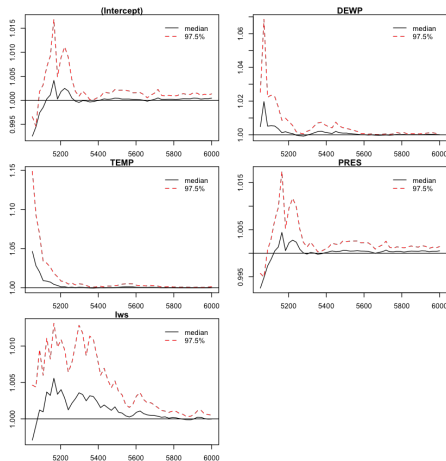 (Intercept)
median
97.5%
0.995 1.000 1.005 1.010 1.015
5200 5400 5600 5800 6000
DEWP
median
97.5%
1.00 1.02 1.04 1.06
5200 5400 5600 5800 6000
TEMP
median
97.5%
1.00 1.05 1.10 1.15
5200 5400 5600 5800 6000
PRES
median
97.5%
0.995 1.005 1.015
5200 5400 5600 5800 6000
Iws
median
97.5%
1.000 1.005 1.010
5200 5400 5600 5800 6000